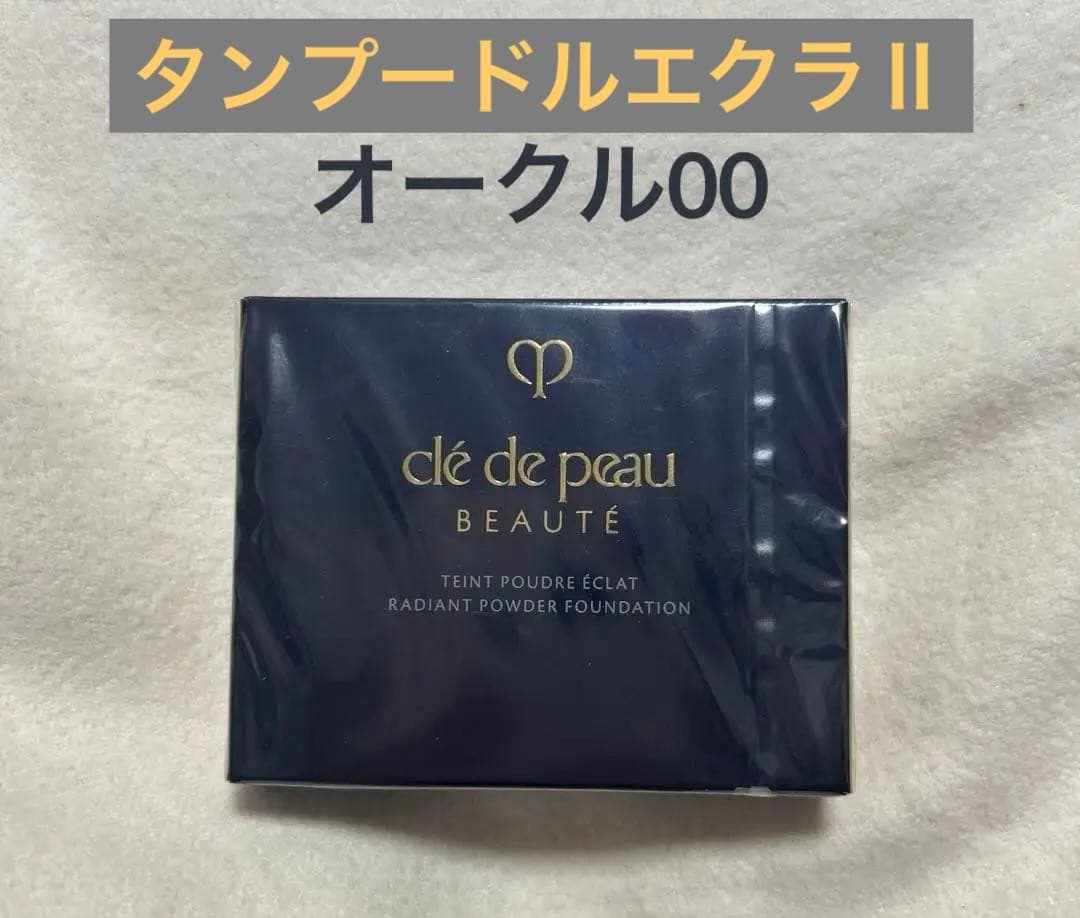 タンプードルエクラⅡ
オークル00
clé de peau
BEAUTÉ
TEINT POUDRE ÉCLAT
RADIANT POWDER FOUNDATION